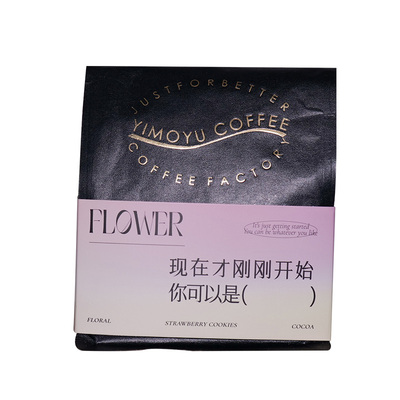 JUSTFORBETTER
YIMOYU COFFEE
COFFEE FACTORY
FLOWER
It's just getting started
You can be whatever you like
现在才刚刚开始
你可以是( )
FLORAL
STRAWBERRY COOKIES
COCOA